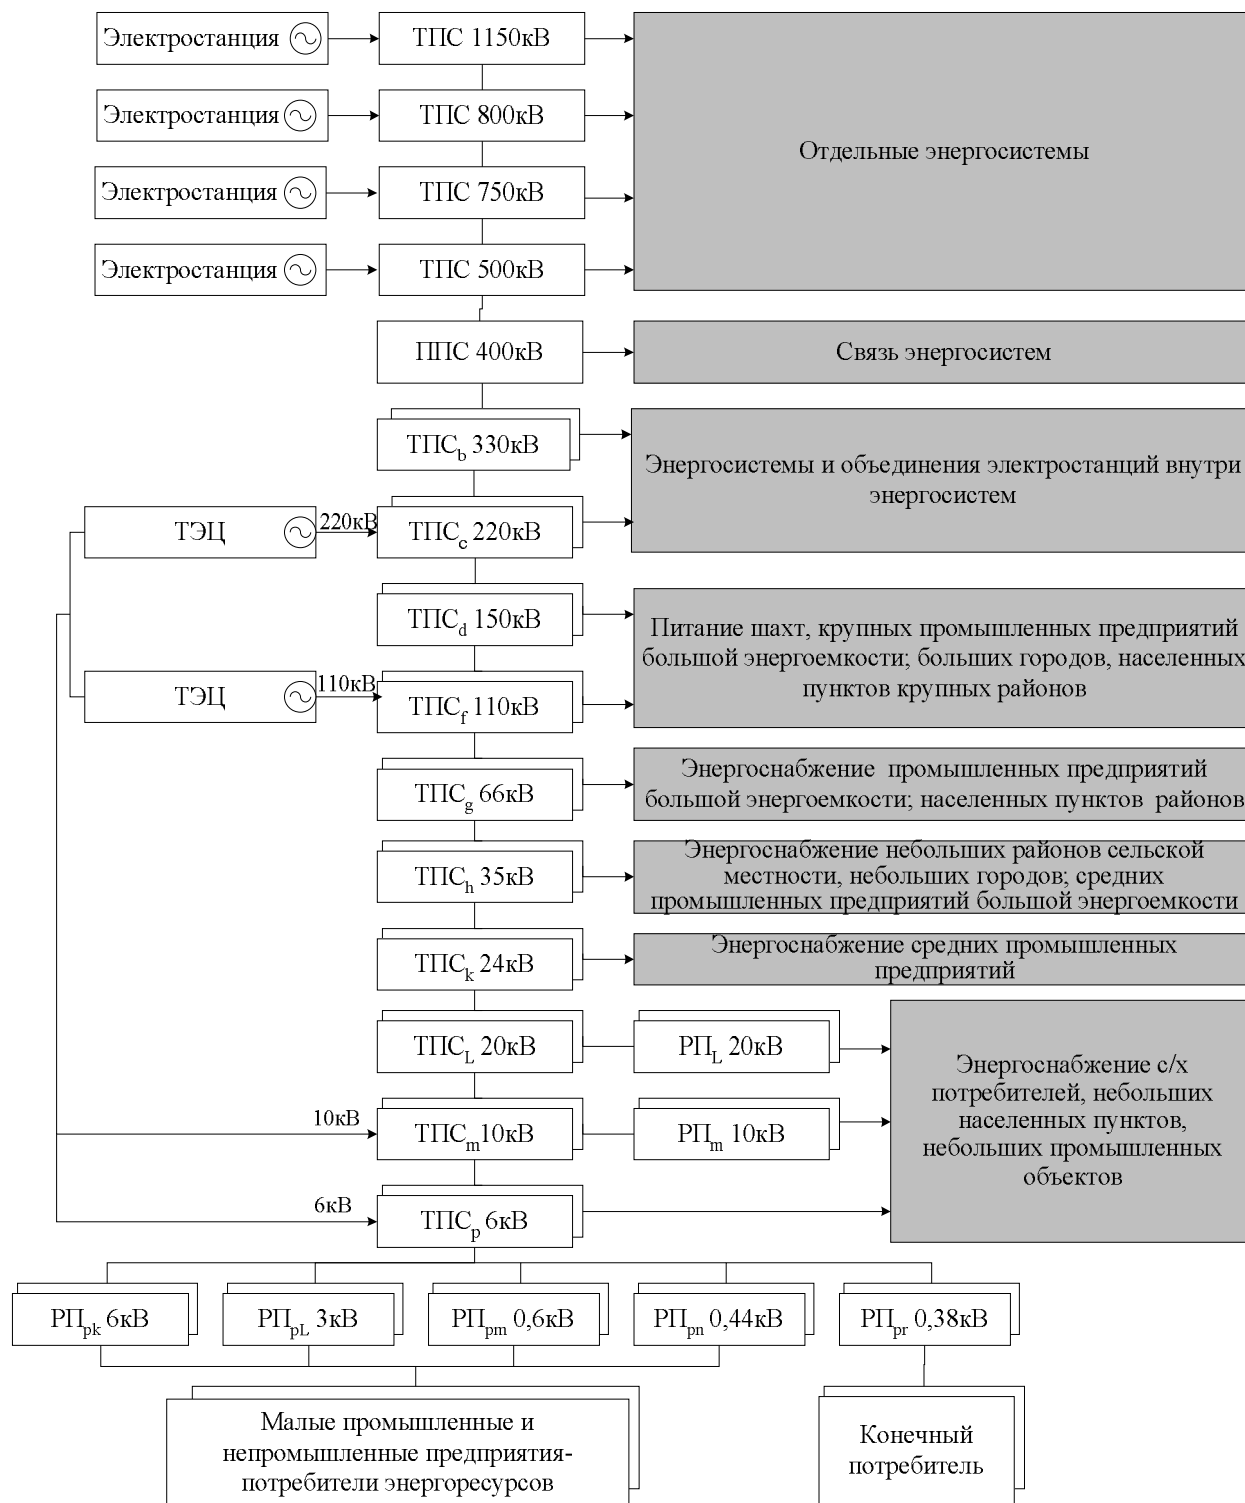 Электростанция
ТПС 1150кВ
Электростанция
ТПС 800кВ
Отдельные энергосистемы
Электростанция
ТПС 750кВ
Электростанция
ТПС 500кВ
ППС 400кВ
Связь энергосистем
ТПСb 330кВ
Энергосистемы и объединения электростанций внутри
энергосистем
ТЭЦ
220кВ
ТПСc 220кВ
ТПСd 150кВ
Питание шахт, крупных промышленных предприятий
большой энергоемкости; больших городов, населенных
пунктов крупных районов
ТЭЦ
110кВ
ТПСf 110кВ
ТПСg 66кВ
Энергоснабжение промышленных предприятий
большой энергоемкости; населенных пунктов районов
ТПСh 35кВ
Энергоснабжение небольших районов сельской
местности, небольших городов; средних
промышленных предприятий большой энергоемкости
ТПСk 24кВ
Энергоснабжение средних промышленных
предприятий
ТПСL 20кВ
РПL 20кВ
Энергоснабжение с/х
потребителей, небольших
населенных пунктов,
небольших промышленных
объектов
10кВ
ТПСm 10кВ
РПm 10кВ
6кВ
ТПСp 6кВ
РПpk 6кВ
РПpL 3кВ
РПpm 0,6кВ
РПpn 0,44кВ
РПpr 0,38кВ
Малые промышленные и
непромышленные предприятия-
потребители энергоресурсов
Конечный
потребитель